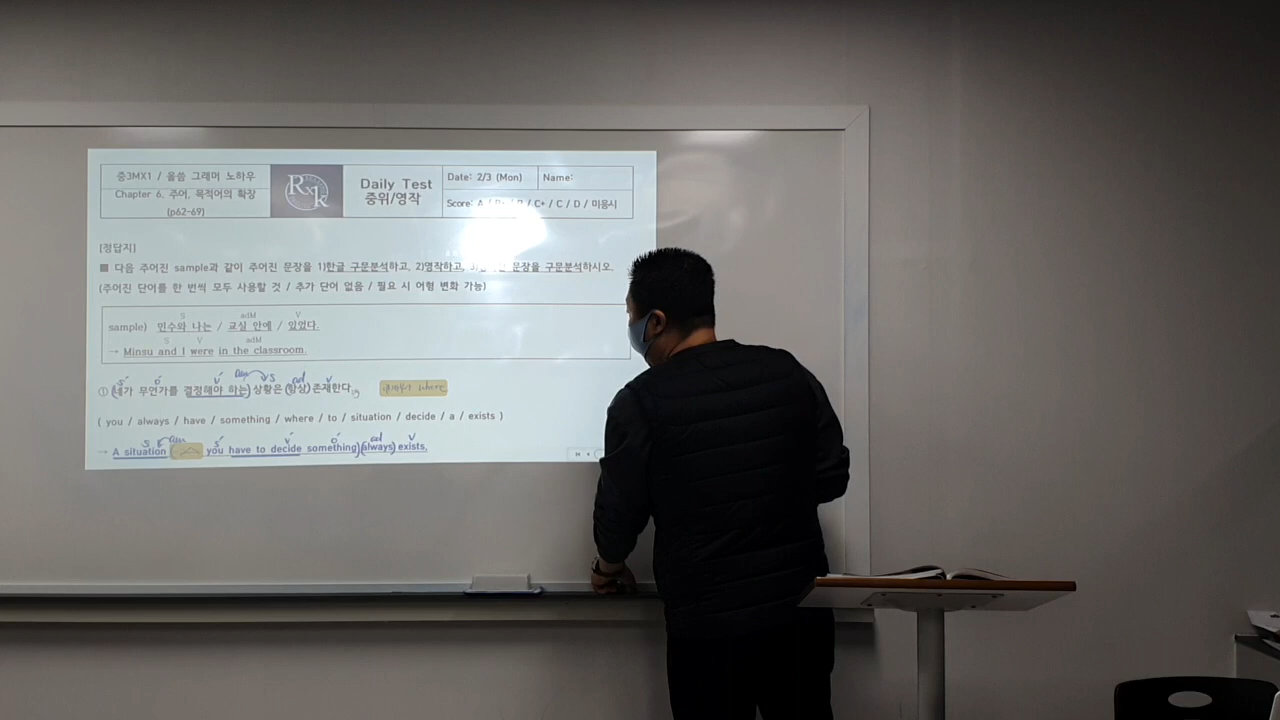 중3MX1 / 올씀 그래머 노하우
Chapter 6. 주어, 목적어의 확장
(p62-69)
RxK
Daily Test
중위/영작
Date: 2/3 (Mon)
Name:
Score: A / B+ / B / C+ / C / D / 미응시
[정답지]
■ 다음 주어진 sample과 같이 주어진 문장을 1)한글 구문분석하고, 2)영작하고, 문장을 구문분석하시오.
(주어진 단어를 한 번씩 모두 사용할 것 / 추가 단어 없음 / 필요 시 어형 변화 가능)
S adM V
sample) 민수와 나는 / 교실 안에 / 있었다.
S V adM
→ Minsu and I were in the classroom.
① (네가 무언가를 결정해야 하는) 상황은 (항상) 존재한다. where
( you / always / have / something / where / to / situation / decide / a / exists )
→ A situation you have to decide something) (always) exists.